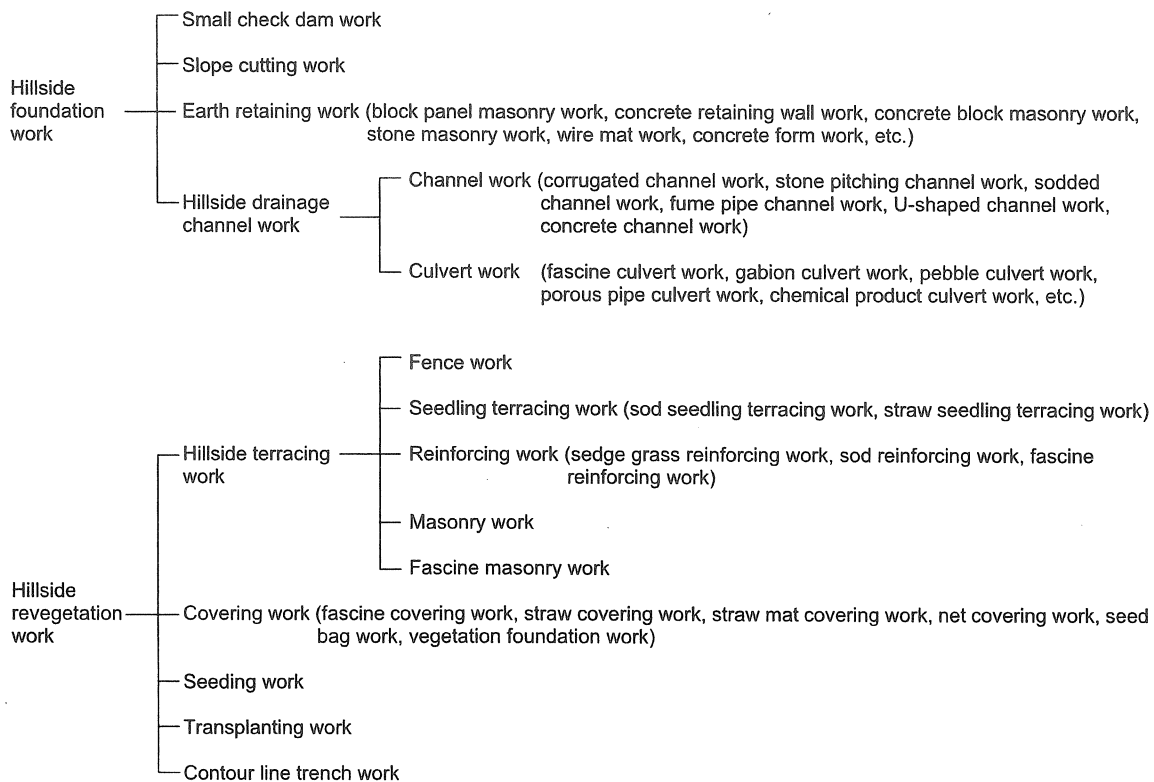 Small check dam work
Slope cutting work
Hillside
foundation
work
Earth retaining work (block panel masonry work, concrete retaining wall work, concrete block masonry work,
stone masonry work, wire mat work, concrete form work, etc.)
Hillside drainage
channel work
Channel work (corrugated channel work, stone pitching channel work, sodded
channel work, fume pipe channel work, U-shaped channel work,
concrete channel work)
Culvert work (fascine culvert work, gabion culvert work, pebble culvert work,
porous pipe culvert work, chemical product culvert work, etc.)
Hillside
revegetation
work
Hillside terracing
work
Fence work
Seedling terracing work (sod seedling terracing work, straw seedling terracing work)
Reinforcing work (sedge grass reinforcing work, sod reinforcing work, fascine
reinforcing work)
Masonry work
Fascine masonry work
Covering work (fascine covering work, straw covering work, straw mat covering work, net covering work, seed
bag work, vegetation foundation work)
Seeding work
Transplanting work
Contour line trench work